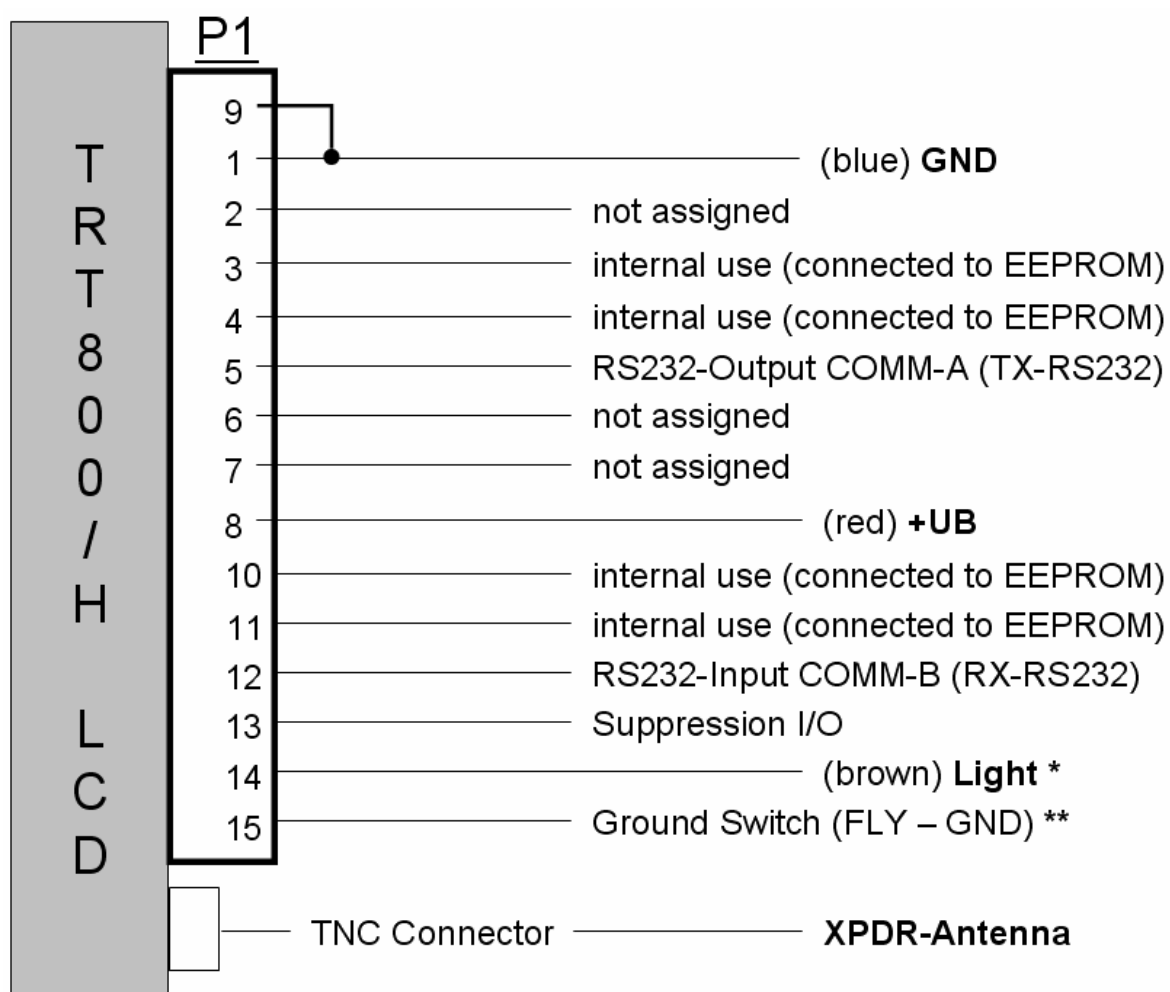 P1
TRT800/H LCD
9
1 (blue) GND
2 not assigned
3 internal use (connected to EEPROM)
4 internal use (connected to EEPROM)
5 RS232-Output COMM-A (TX-RS232)
6 not assigned
7 not assigned
8 (red) +UB
10 internal use (connected to EEPROM)
11 internal use (connected to EEPROM)
12 RS232-Input COMM-B (RX-RS232)
13 Suppression I/O
14 (brown) Light *
15 Ground Switch (FLY – GND) **
TNC Connector XPDR-Antenna